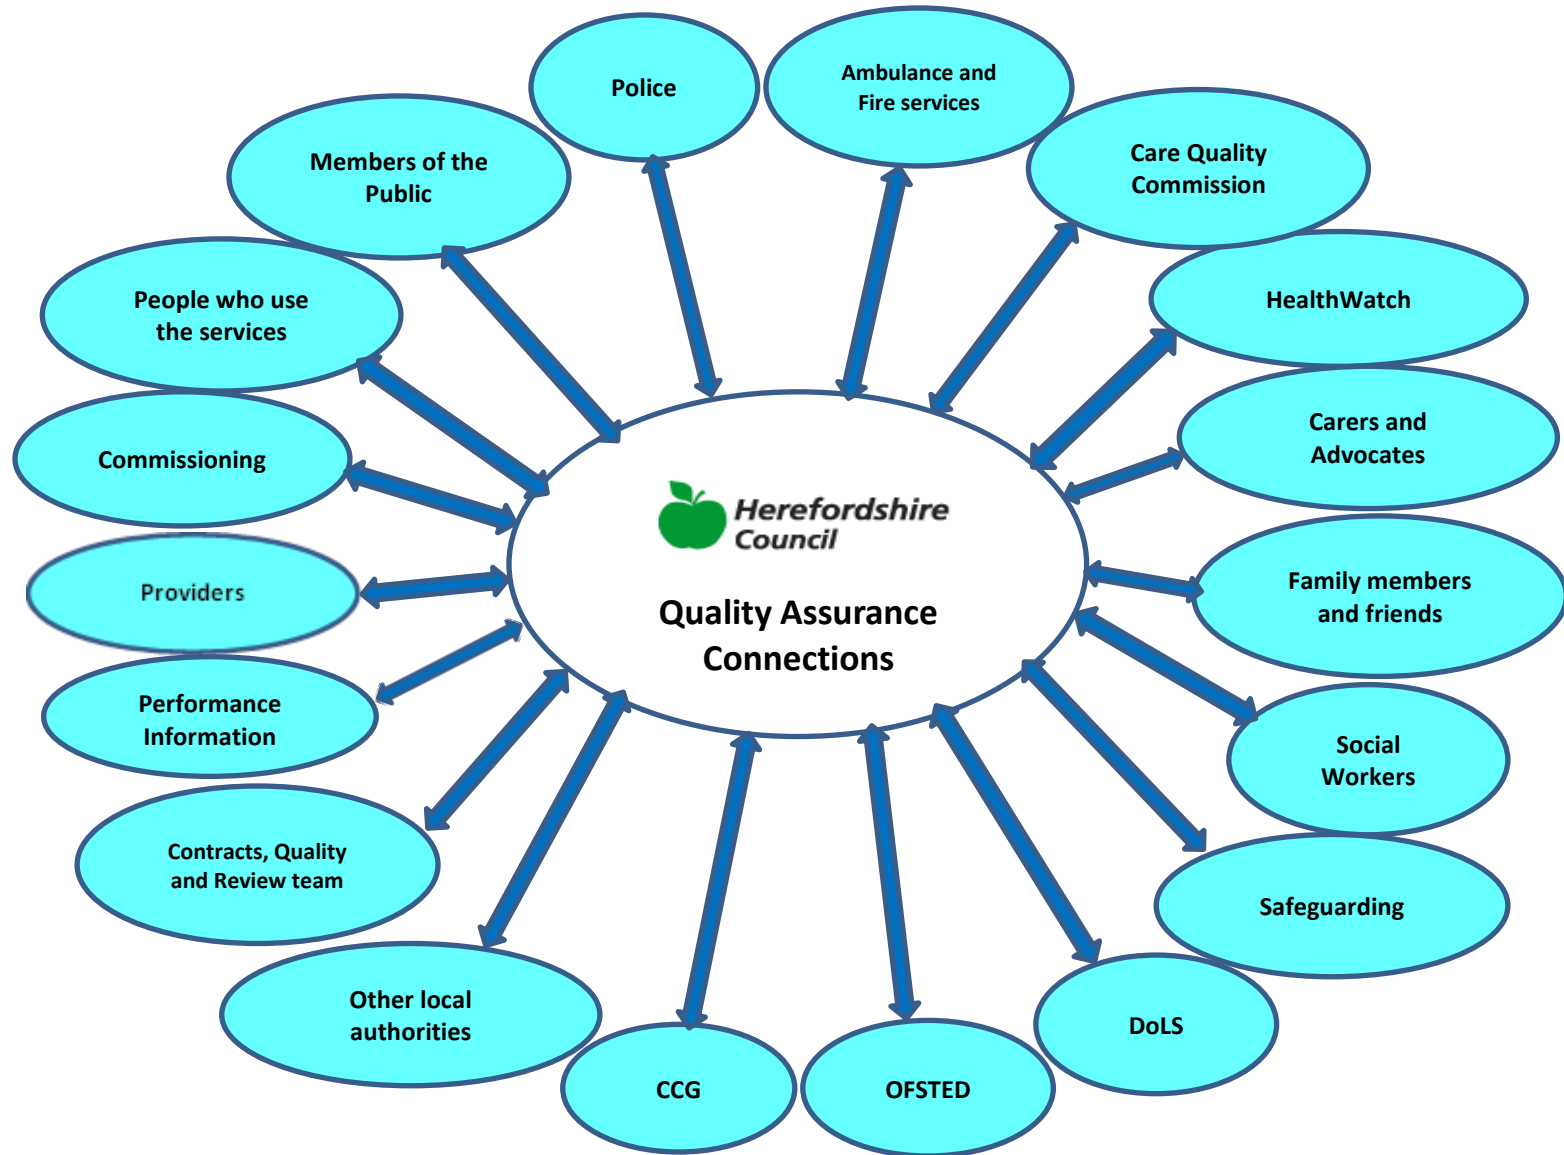 Police
Ambulance and
Fire services
Members of the
Public
Care Quality
Commission
People who use
the services
HealthWatch
Commissioning
Carers and
Advocates
Herefordshire
Council
Quality Assurance
Connections
Providers
Family members
and friends
Performance
Information
Social
Workers
Contracts, Quality
and Review team
Safeguarding
Other local
authorities
DoLS
CCG
OFSTED